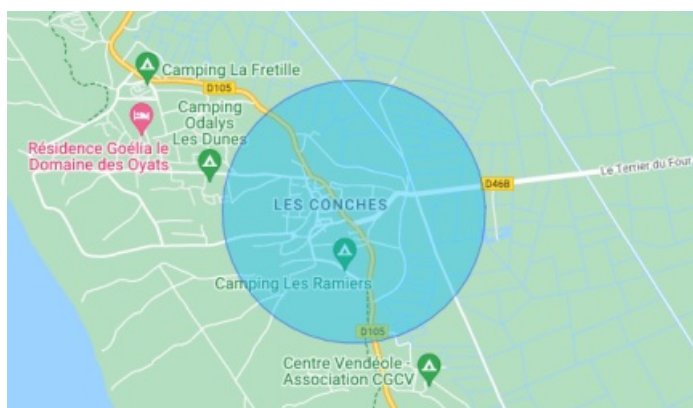 Camping La Fretille
D105
Camping
Odalys
Les Dunes
Résidence Goélia le
Domaine des Oyats
Le Terrier du Four
D46B
LES CONCHES
Camping Les Ramiers
D105
Centre Vendéole -
Association CGCV